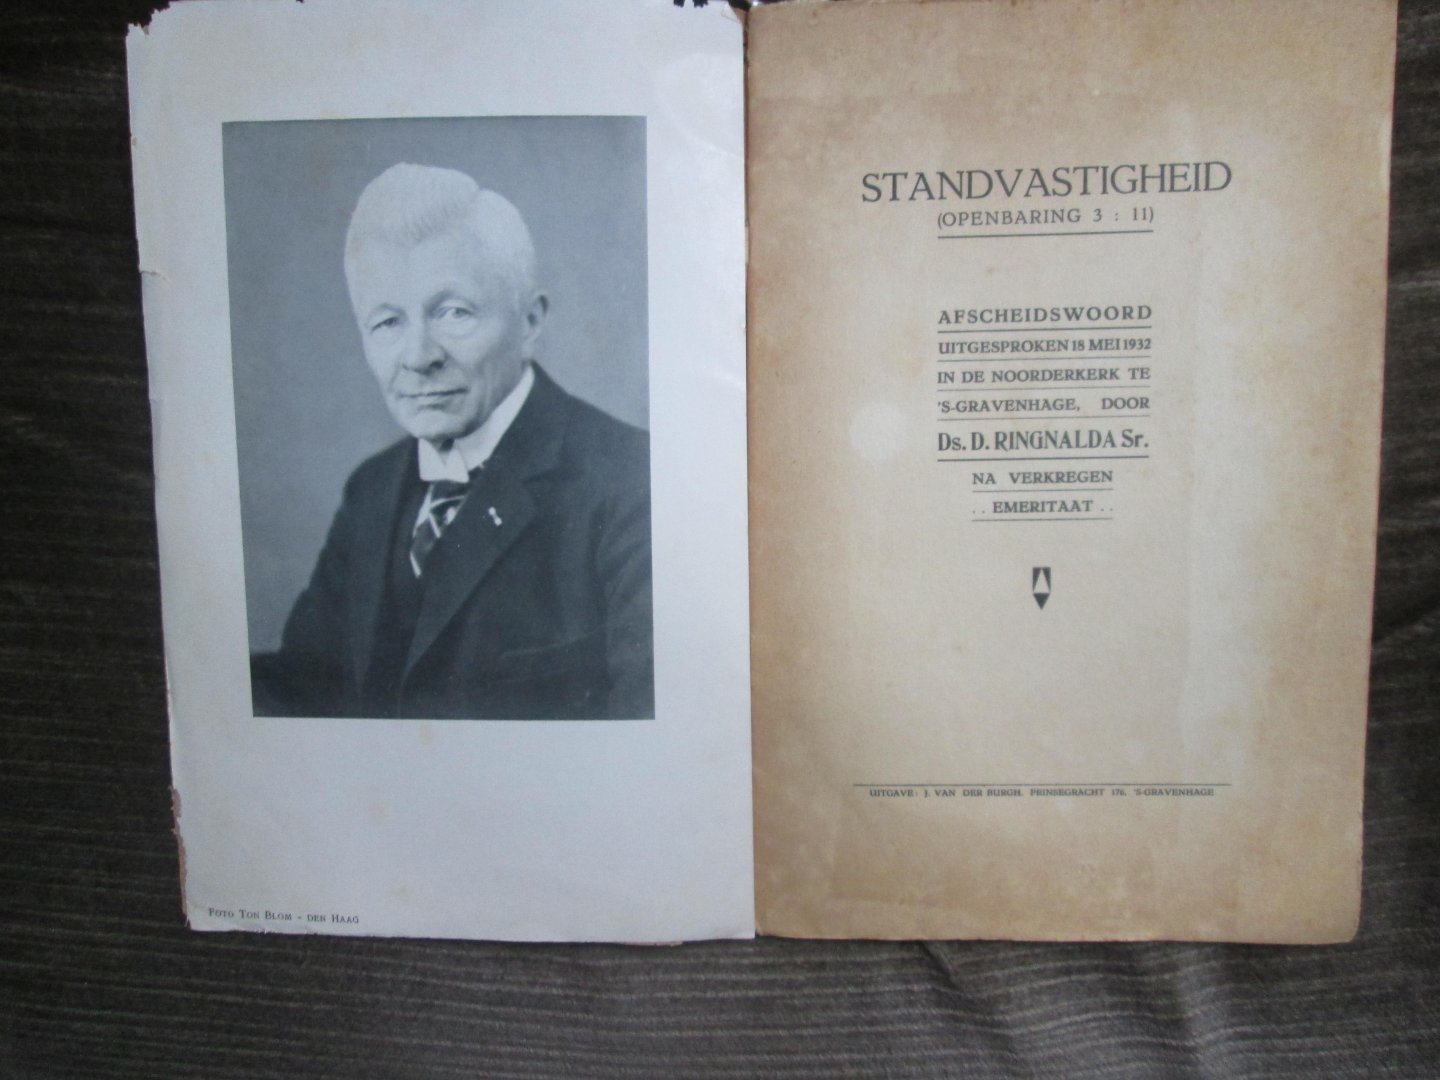 FOTO TON BLOM - DEN HAAG
STANDVASTIGHEID
(OPENBARING 3 : 11)
AFSCHEIDSWOORD
UITGESPROKEN 18 MEI 1932
IN DE NOORDERKERK TE
'S-GRAVENHAGE, DOOR
Ds. D. RINGNALDA Sr.
NA VERKREGEN
. . EMERITAAT . .
UITGAVE: J. VAN DER BURGH, PRINSEGRACHT 176, 'S-GRAVENHAGE